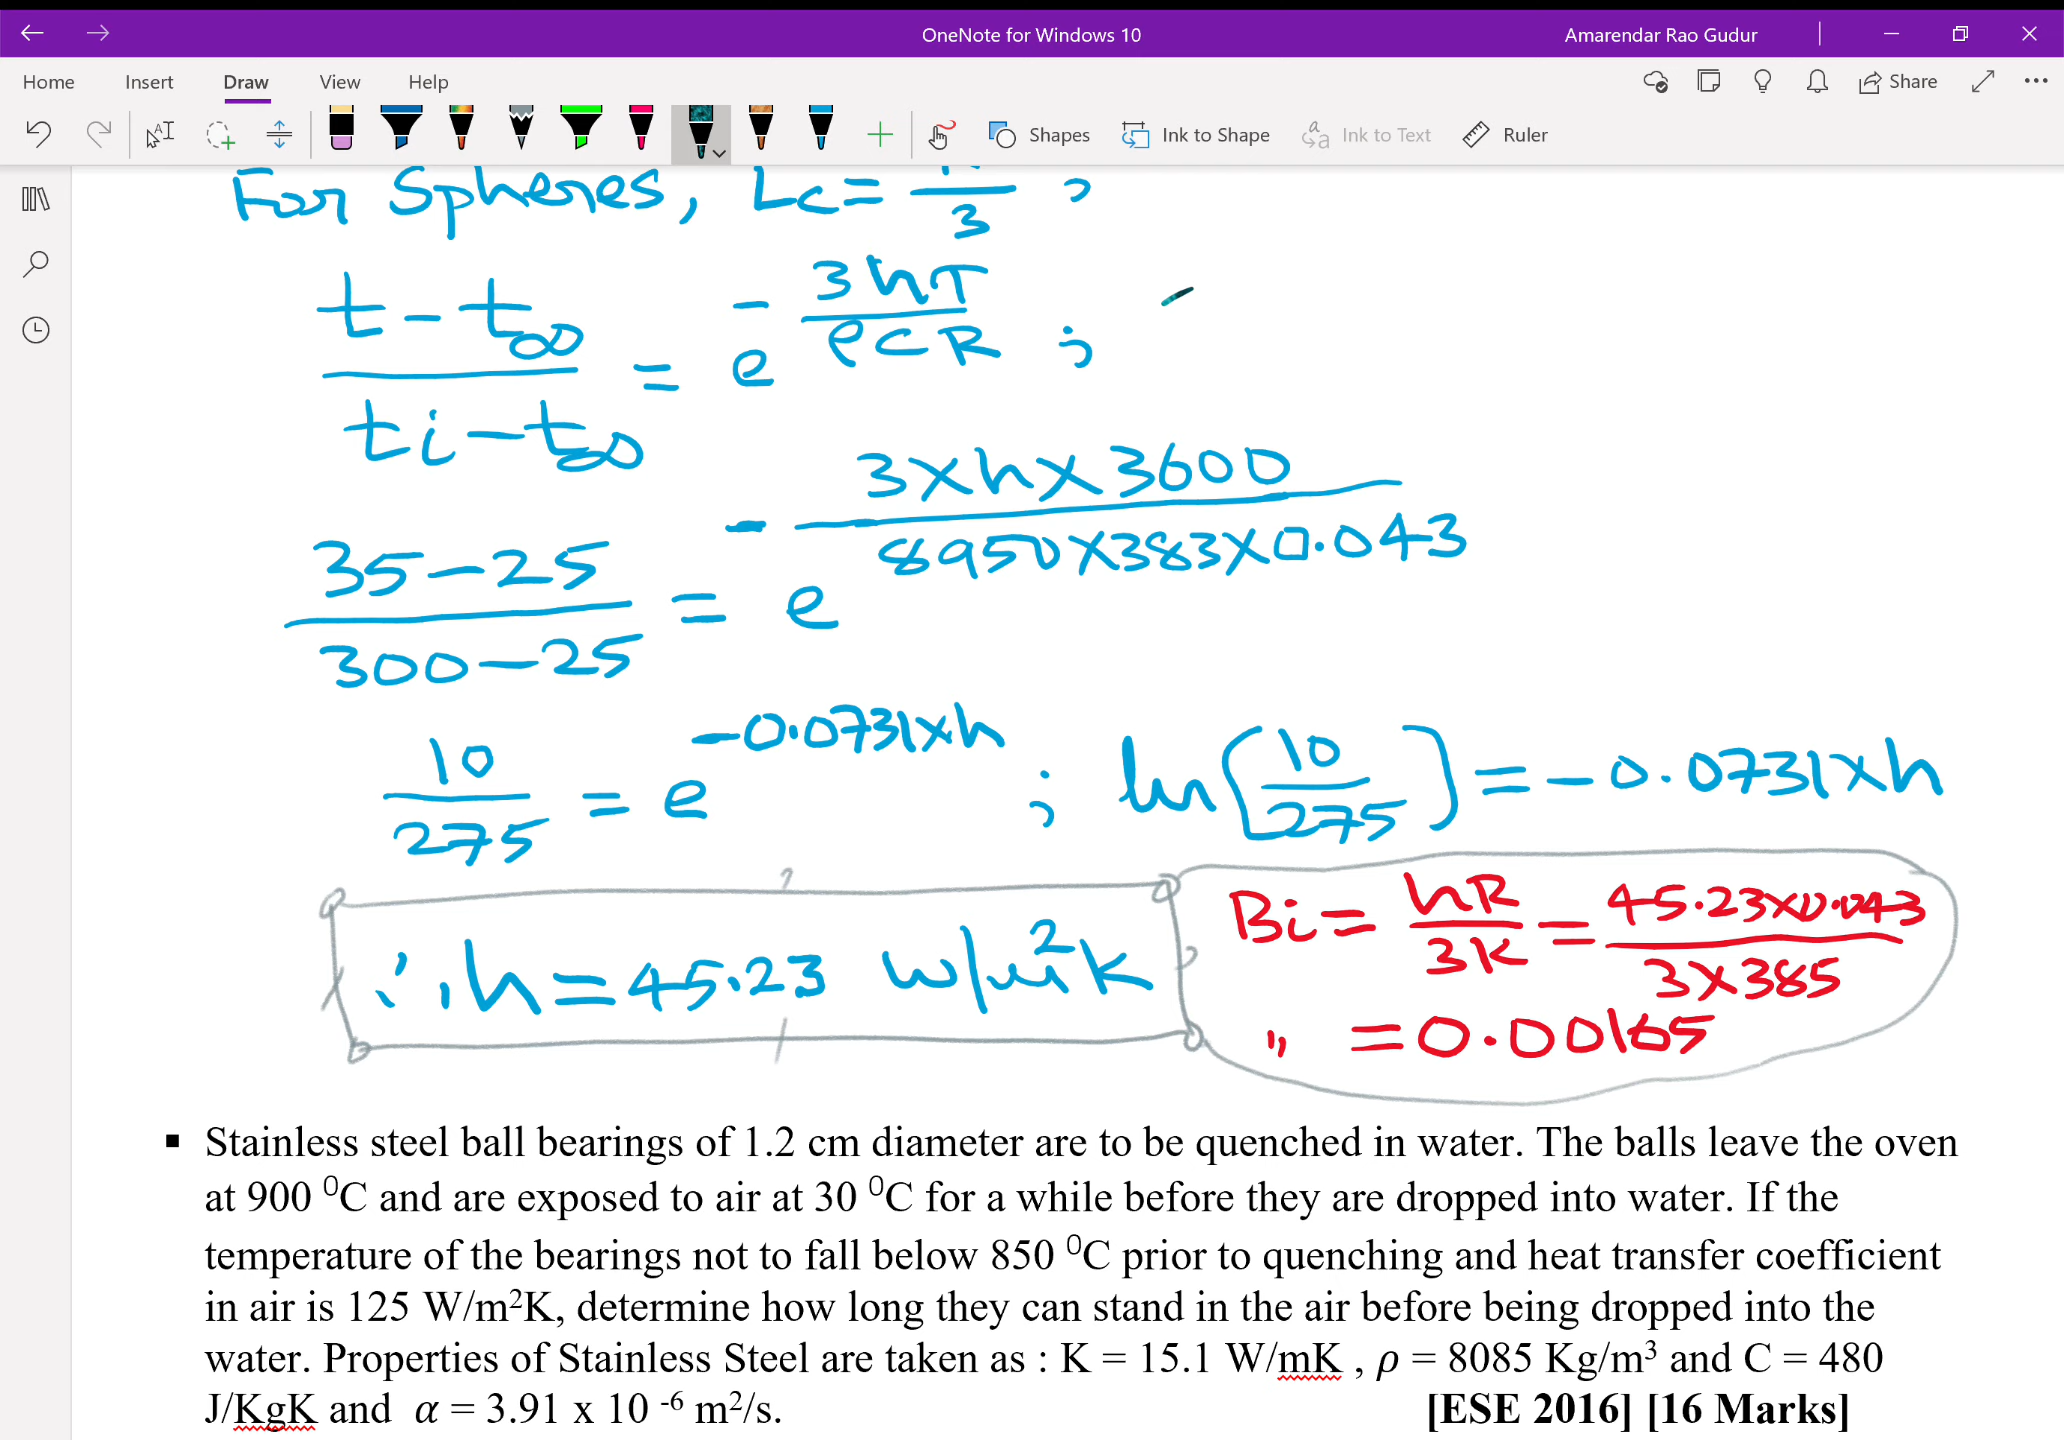 OneNote for Windows 10
Amarendar Rao Gudur
Home Insert Draw View Help Share
Shapes Ink to Shape Ink to Text Ruler
For Spheres, Lc = R/3 ;
(t - t∞)/(ti - t∞) = e^(-3hτ/ρCR) ;
(35-25)/(300-25) = e^(-(3×h×3600)/(8950×383×0.043))
10/275 = e^(-0.0731×h) ; ln[10/275] = -0.0731×h
∴ h = 45.23 W/m²K
Bi = hR/3K = (45.23×0.043)/(3×385)
〃 = 0.00165
▪ Stainless steel ball bearings of 1.2 cm diameter are to be quenched in water. The balls leave the oven
at 900 ⁰C and are exposed to air at 30 ⁰C for a while before they are dropped into water. If the
temperature of the bearings not to fall below 850 ⁰C prior to quenching and heat transfer coefficient
in air is 125 W/m²K, determine how long they can stand in the air before being dropped into the
water. Properties of Stainless Steel are taken as : K = 15.1 W/mK , ρ = 8085 Kg/m³ and C = 480
J/KgK and α = 3.91 x 10 ⁻⁶ m²/s. [ESE 2016] [16 Marks]